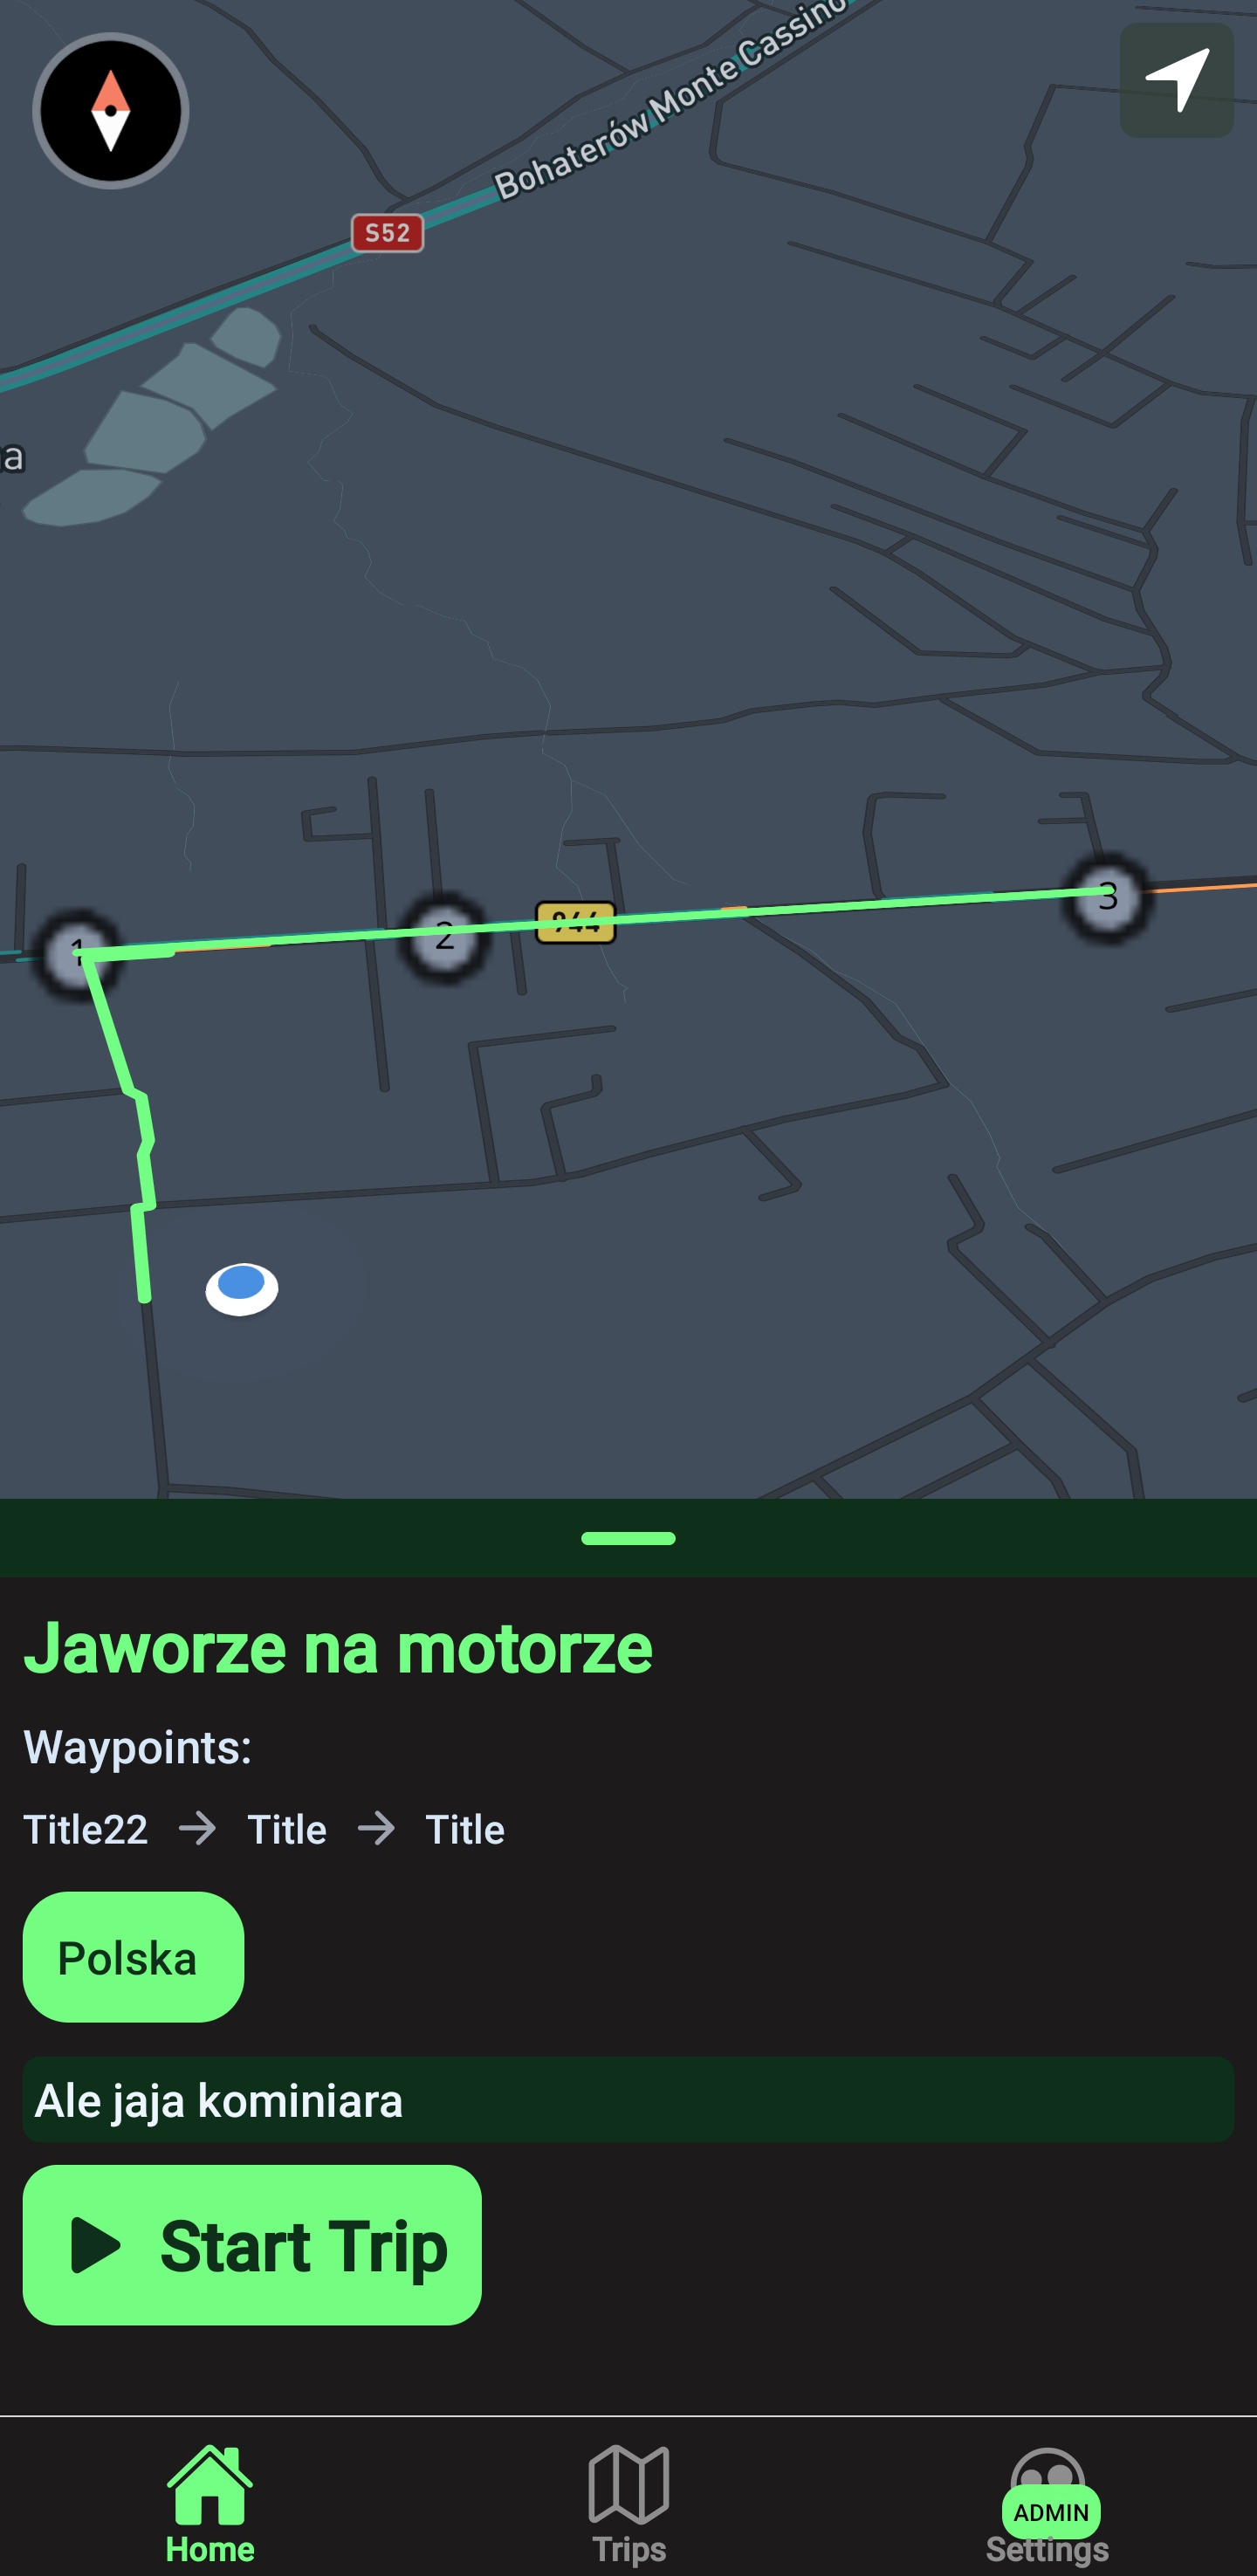 Bohaterów Monte Cassino
S52
a
1
2
944
3
Jaworze na motorze
Waypoints:
Title22 → Title → Title
Polska
Ale jaja kominiara
Start Trip
Home
Trips
ADMIN
Settings